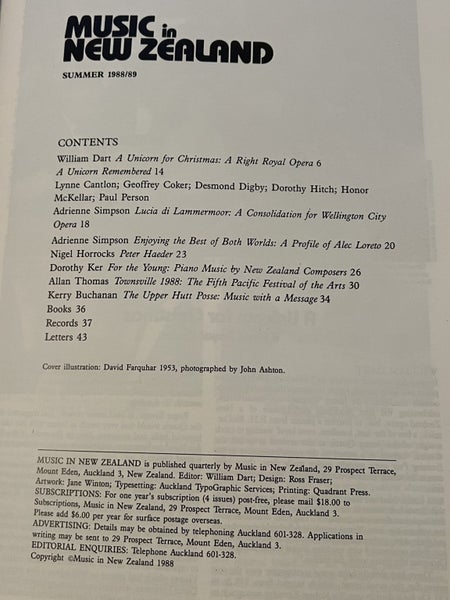 MUSIC in
NEW ZEALAND
SUMMER 1988/89
CONTENTS
William Dart A Unicorn for Christmas: A Right Royal Opera 6
A Unicorn Remembered 14
Lynne Cantlon; Geoffrey Coker; Desmond Digby; Dorothy Hitch; Honor
McKellar; Paul Person
Adrienne Simpson Lucia di Lammermoor: A Consolidation for Wellington City
Opera 18
Adrienne Simpson Enjoying the Best of Both Worlds: A Profile of Alec Loreto 20
Nigel Horrocks Peter Haeder 23
Dorothy Ker For the Young: Piano Music by New Zealand Composers 26
Allan Thomas Townsville 1988: The Fifth Pacific Festival of the Arts 30
Kerry Buchanan The Upper Hutt Posse: Music with a Message 34
Books 36
Records 37
Letters 43
Cover illustration: David Farquhar 1953, photographed by John Ashton.
MUSIC IN NEW ZEALAND is published quarterly by Music in New Zealand, 29 Prospect Terrace,
Mount Eden, Auckland 3, New Zealand. Editor: William Dart; Design: Ross Fraser;
Artwork: Jane Winton; Typesetting: Auckland TypoGraphic Services; Printing: Quadrant Press.
SUBSCRIPTIONS: For one year's subscription (4 issues) post-free, please mail $18.00 to
Subscriptions, Music in New Zealand, 29 Prospect Terrace, Mount Eden, Auckland 3.
Please add $6.00 per year for surface postage overseas.
ADVERTISING: Details may be obtained by telephoning Auckland 601-328. Applications in
writing may be sent to 29 Prospect Terrace, Mount Eden, Auckland 3.
EDITORIAL ENQUIRIES: Telephone Auckland 601-328.
Copyright ©Music in New Zealand 1988